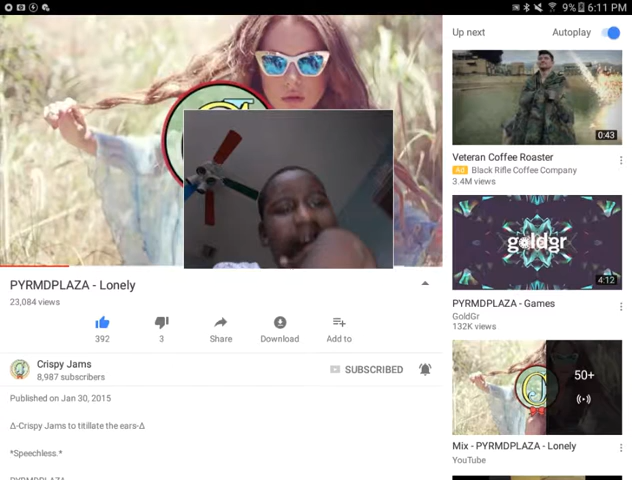 9% 6:11 PM
Up next
Autoplay
0:43
Veteran Coffee Roaster
Ad Black Rifle Coffee Company
3.4M views
goldgr
4:12
PYRMDPLAZA - Games
GoldGr
132K views
50+
Mix - PYRMDPLAZA - Lonely
YouTube
PYRMDPLAZA - Lonely
23,084 views
392
3
Share
Download
Add to
Crispy Jams
8,987 subscribers
SUBSCRIBED
Published on Jan 30, 2015
Δ-Crispy Jams to titillate the ears-Δ
*Speechless.*